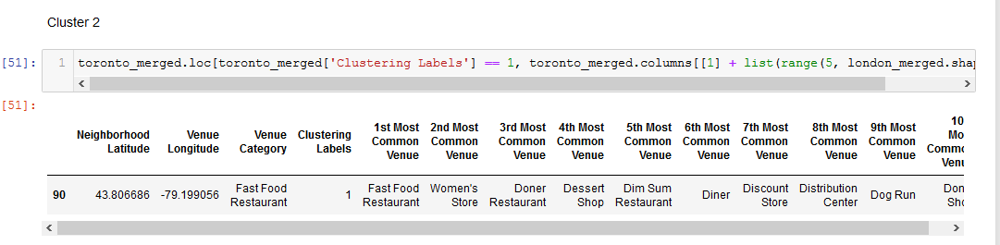 Cluster 2
[51]: 1 toronto_merged.loc[toronto_merged['Clustering Labels'] == 1, toronto_merged.columns[[1] + list(range(5, london_merged.shap
[51]:
Neighborhood Latitude Venue Longitude Venue Category Clustering Labels 1st Most Common Venue 2nd Most Common Venue 3rd Most Common Venue 4th Most Common Venue 5th Most Common Venue 6th Most Common Venue 7th Most Common Venue 8th Most Common Venue 9th Most Common Venue 10 Mo Commo Venu
90 43.806686 -79.199056 Fast Food Restaurant 1 Fast Food Restaurant Women's Store Doner Restaurant Dessert Shop Dim Sum Restaurant Diner Discount Store Distribution Center Dog Run Don Sho